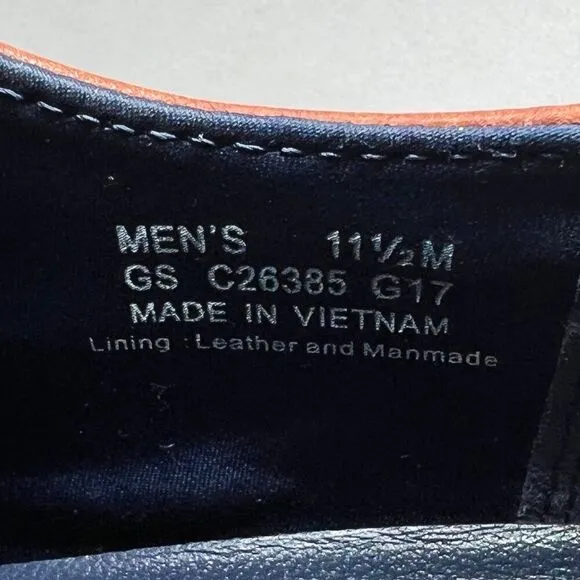 MEN'S 11½M
GS C26385 G17
MADE IN VIETNAM
Lining : Leather and Manmade